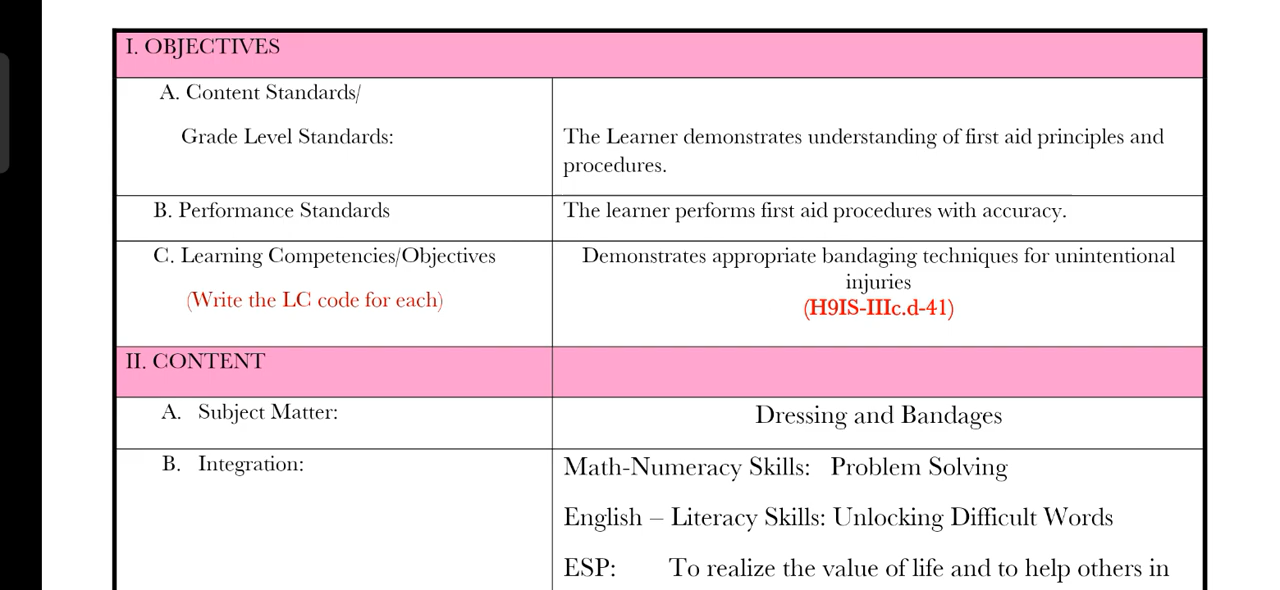 I. OBJECTIVES
A. Content Standards/
Grade Level Standards:
The Learner demonstrates understanding of first aid principles and
procedures.
B. Performance Standards
The learner performs first aid procedures with accuracy.
C. Learning Competencies/Objectives
(Write the LC code for each)
Demonstrates appropriate bandaging techniques for unintentional
injuries
(H9IS-IIIc.d-41)
II. CONTENT
A. Subject Matter:
Dressing and Bandages
B. Integration:
Math-Numeracy Skills: Problem Solving
English – Literacy Skills: Unlocking Difficult Words
ESP: To realize the value of life and to help others in